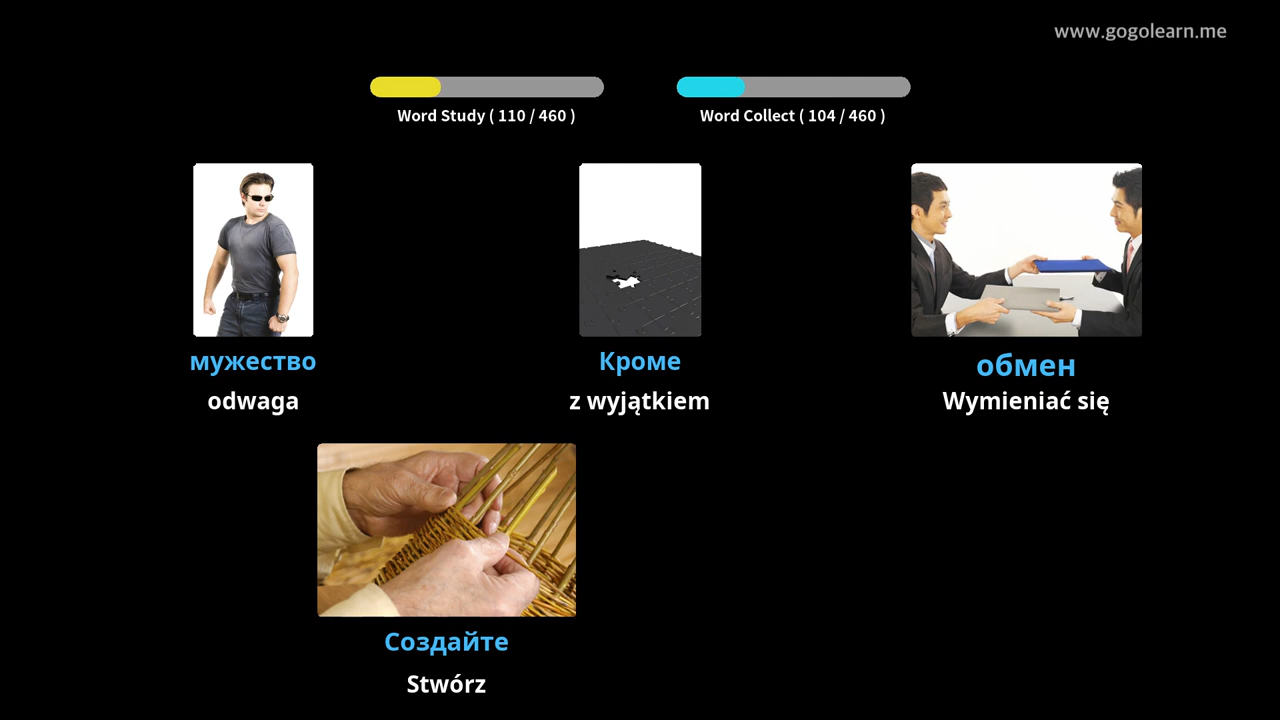 www.gogolearn.me
Word Study ( 110 / 460 )
Word Collect ( 104 / 460 )
мужество
odwaga
Кроме
z wyjątkiem
обмен
Wymieniać się
Создайте
Stwórz